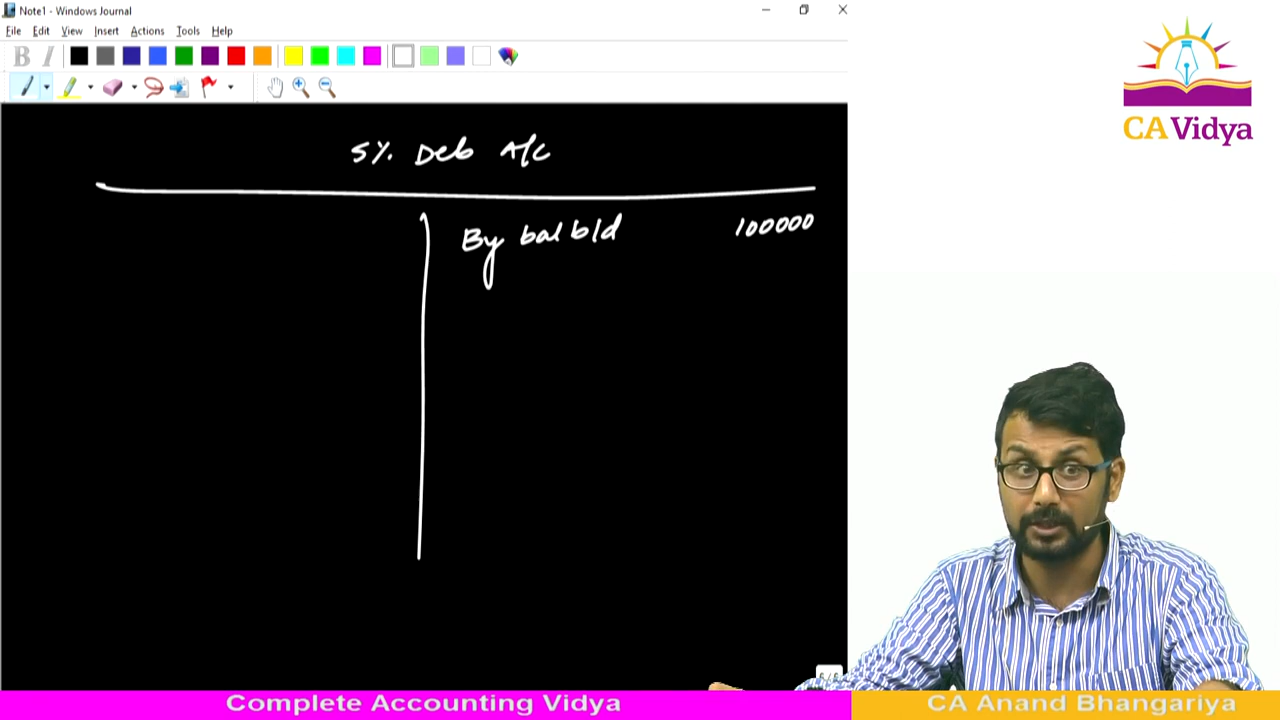 Note1 - Windows Journal
File Edit View Insert Actions Tools Help
B I
CA Vidya
5% Deb A/c
By bal b/d 100000
Complete Accounting Vidya
CA Anand Bhangariya